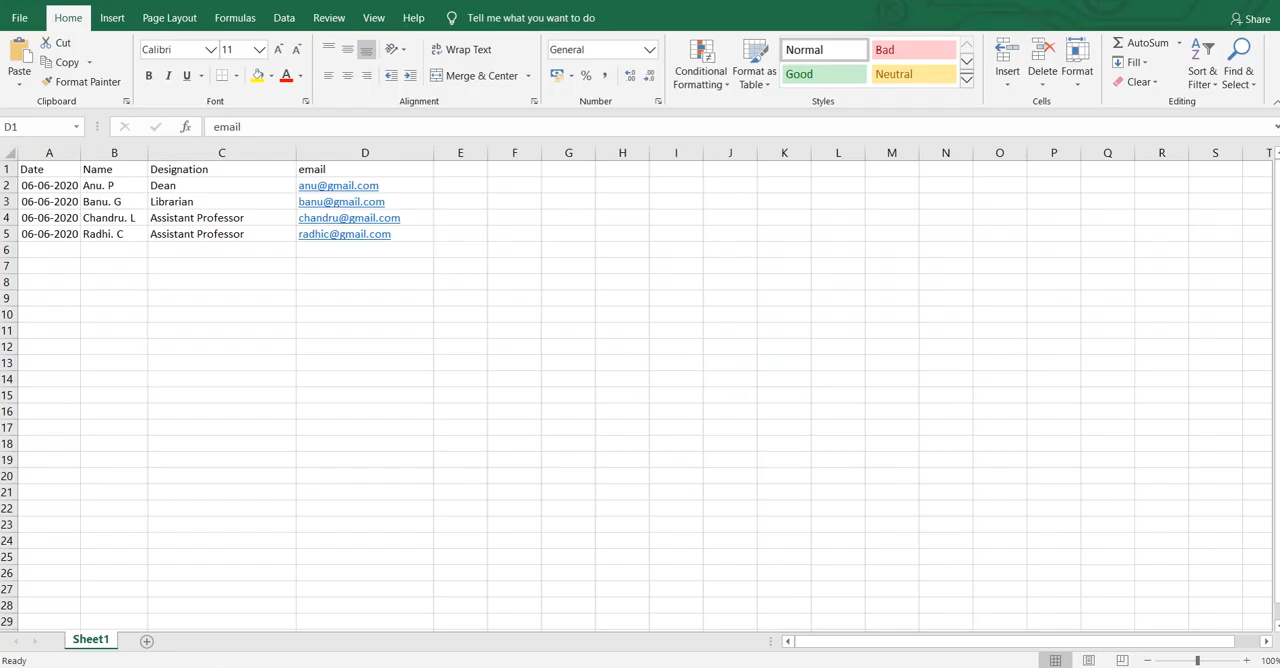 File Home Insert Page Layout Formulas Data Review View Help Tell me what you want to do Share
Cut Calibri 11 A A Wrap Text General Normal Bad AutoSum
Copy
Paste Format Painter B I U A Merge & Center % , Conditional Formatting Format as Table Good Neutral Insert Delete Format Fill Clear Sort & Filter Find & Select
Clipboard Font Alignment Number Styles Cells Editing
D1 fx email
A B C D E F G H I J K L M N O P Q R S T
1 Date Name Designation email
2 06-06-2020 Anu. P Dean anu@gmail.com
3 06-06-2020 Banu. G Librarian banu@gmail.com
4 06-06-2020 Chandru. L Assistant Professor chandru@gmail.com
5 06-06-2020 Radhi. C Assistant Professor radhic@gmail.com
6
7
8
9
10
11
12
13
14
15
16
17
18
19
20
21
22
23
24
25
26
27
28
29
Sheet1
Ready 100%